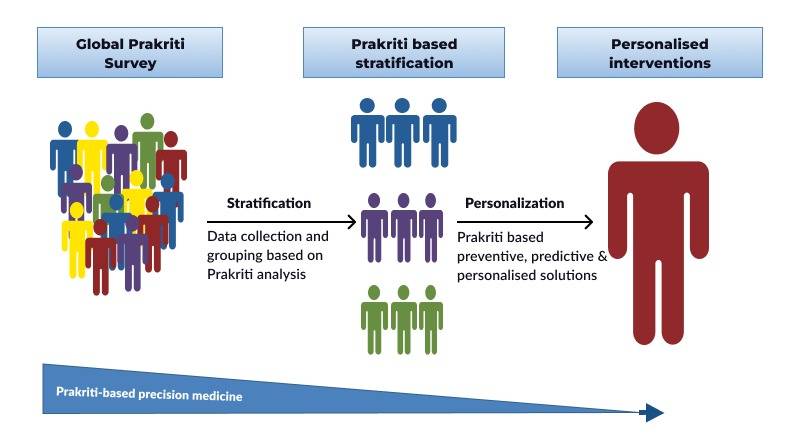 Global Prakriti
Survey
Prakriti based
stratification
Personalised
interventions
Stratification
Data collection and
grouping based on
Prakriti analysis
Personalization
Prakriti based
preventive, predictive &
personalised solutions
Prakriti-based precision medicine